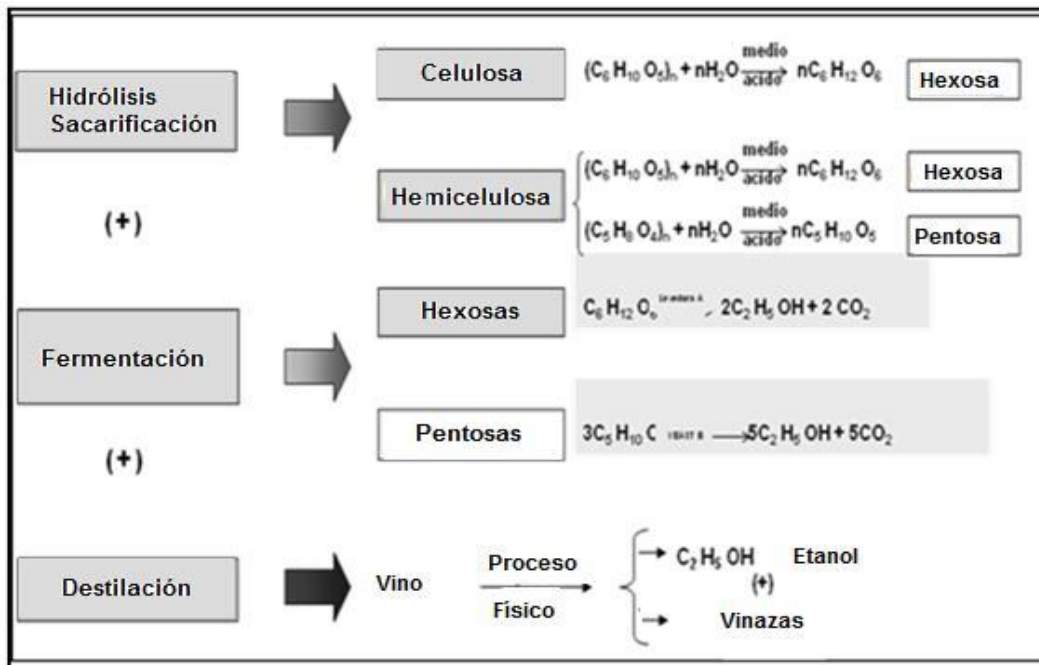 Hidrólisis
Sacarificación
Celulosa
(C₆ H₁₀ O₅)ₙ + nH₂O medio ácido → nC₆ H₁₂ O₆
Hexosa
(+)
Hemicelulosa
(C₆ H₁₀ O₅)ₙ + nH₂O medio ácido → nC₆ H₁₂ O₆
Hexosa
(C₅ H₈ O₄)ₙ + nH₂O medio ácido → nC₅ H₁₀ O₅
Pentosa
Fermentación
Hexosas
C₆ H₁₂ O₆ 2C₂ H₅ OH + 2 CO₂
(+)
Pentosas
3C₅ H₁₀ → 5C₂ H₅ OH + 5CO₂
Destilación
Vino
Proceso
Físico
→ C₂ H₅ OH Etanol
(+)
→ Vinazas